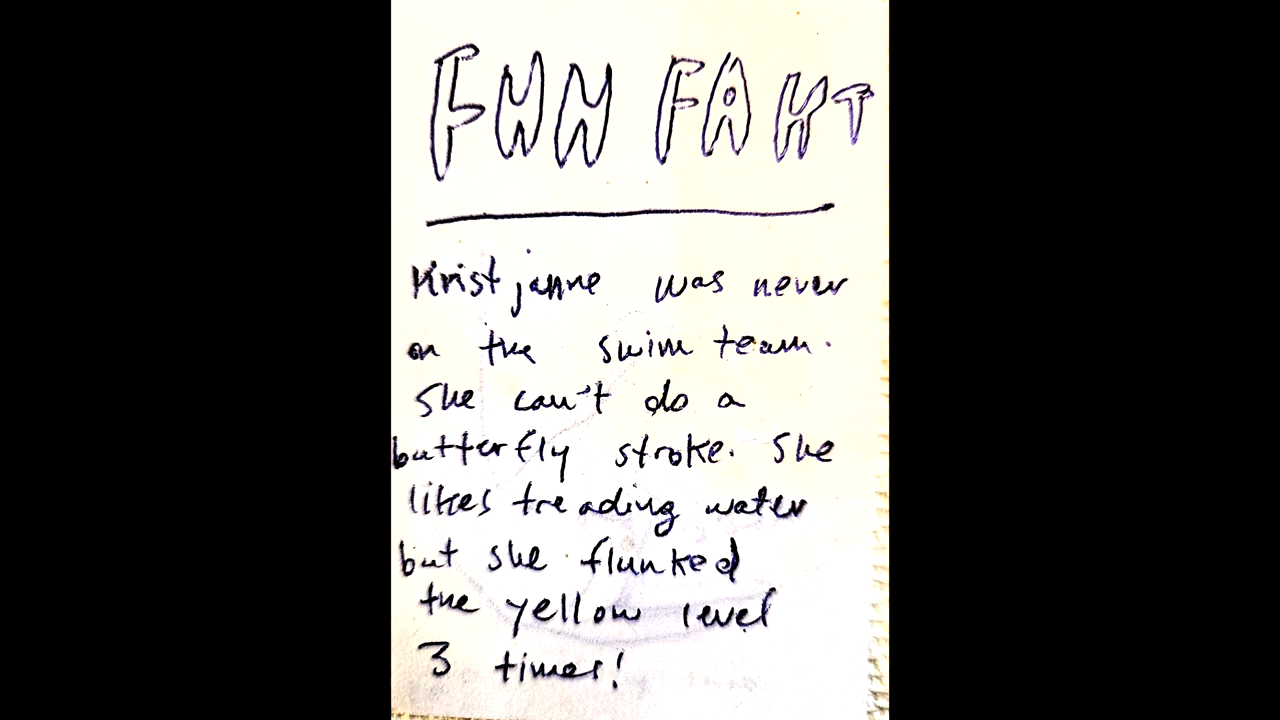 FUN FAKT
Kristjanne was never
on the swim team.
She can't do a
butterfly stroke. She
likes treading water
but she flunked
the yellow level
3 times!